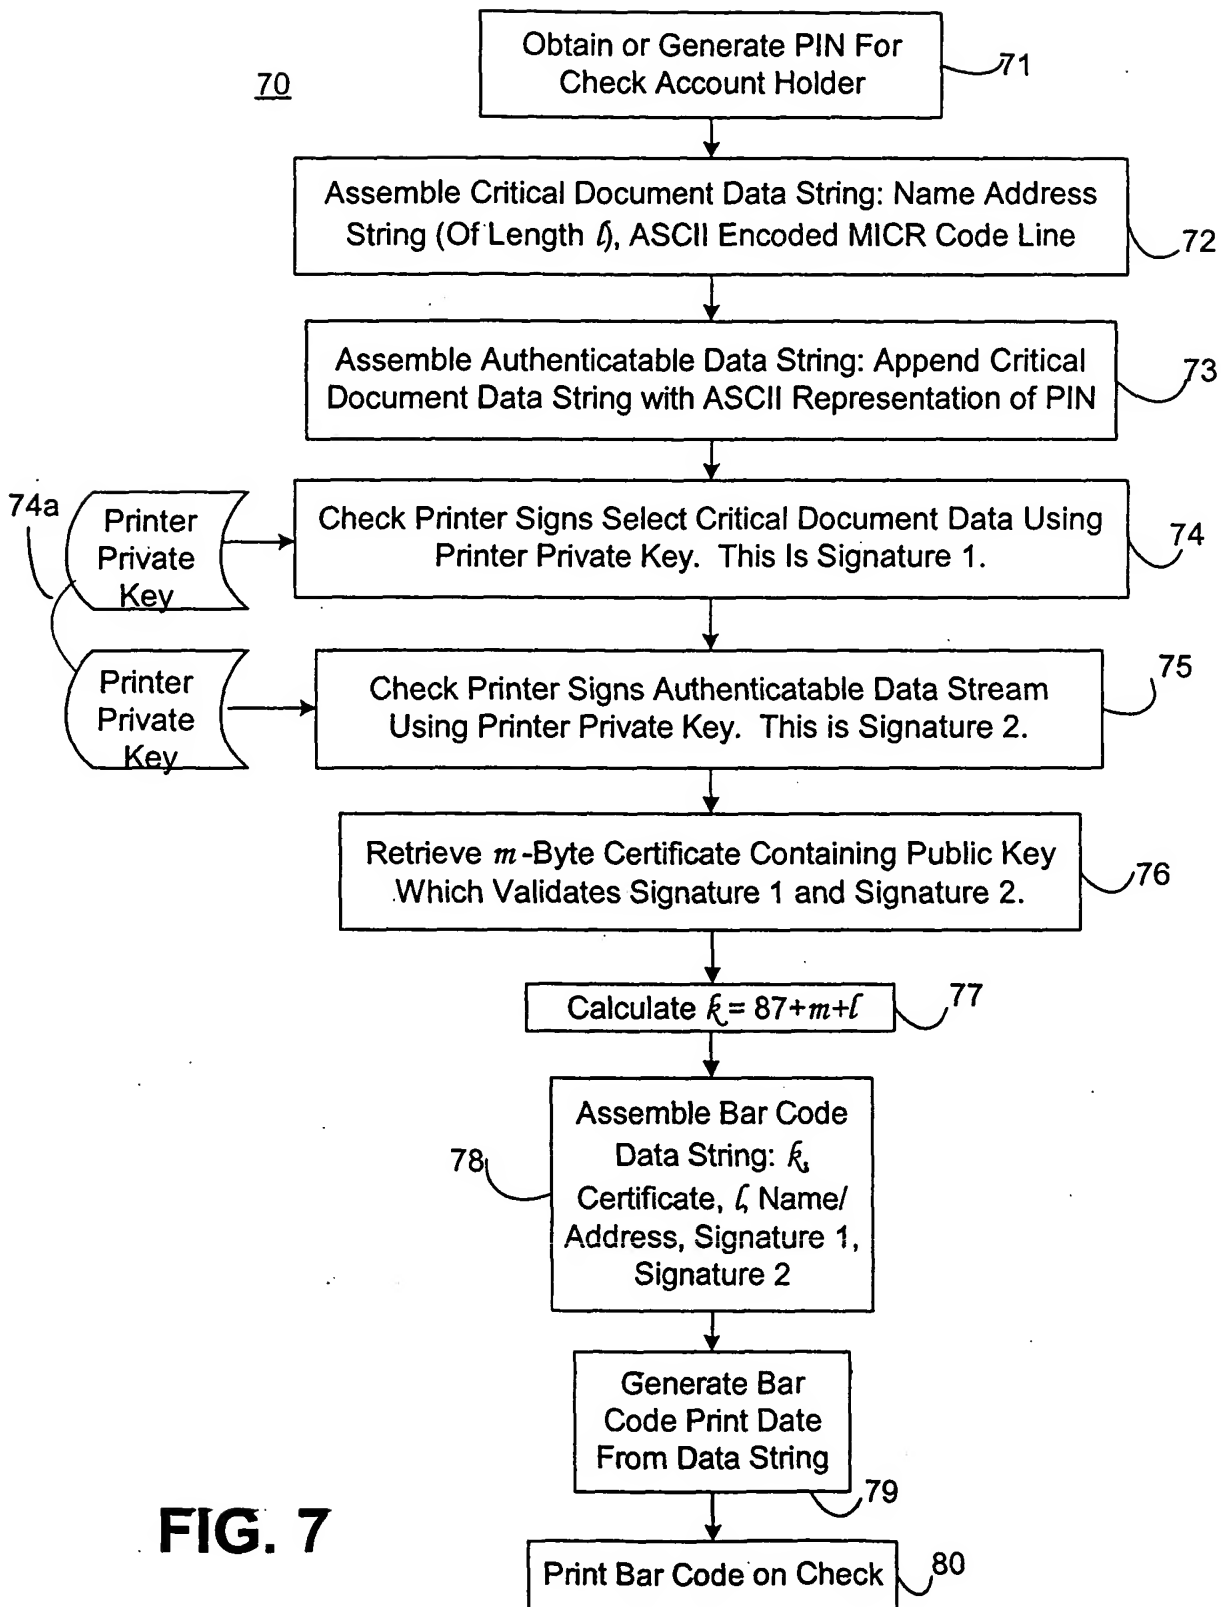 70
Obtain or Generate PIN For
Check Account Holder
71
Assemble Critical Document Data String: Name Address
String (Of Length l), ASCII Encoded MICR Code Line
72
Assemble Authenticatable Data String: Append Critical
Document Data String with ASCII Representation of PIN
73
74a
Printer
Private
Key
Check Printer Signs Select Critical Document Data Using
Printer Private Key. This Is Signature 1.
74
Printer
Private
Key
Check Printer Signs Authenticatable Data Stream
Using Printer Private Key. This is Signature 2.
75
Retrieve m-Byte Certificate Containing Public Key
Which Validates Signature 1 and Signature 2.
76
Calculate k = 87+m+l
77
Assemble Bar Code
Data String: k,
Certificate, l, Name/
Address, Signature 1,
Signature 2
78
Generate Bar
Code Print Date
From Data String
79
Print Bar Code on Check
80
FIG. 7